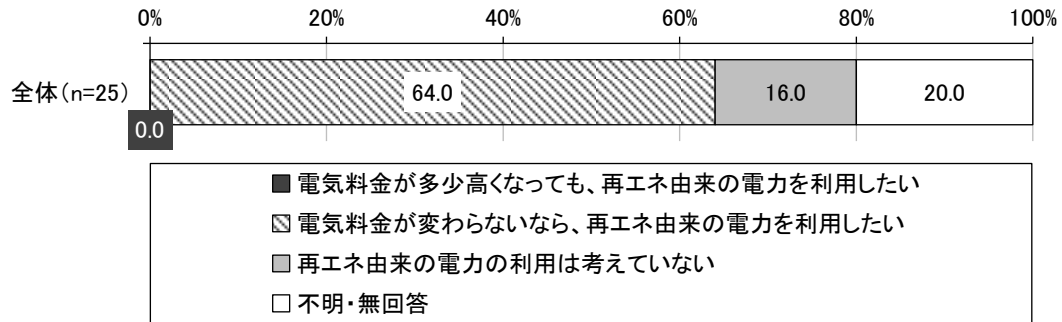 0% 20% 40% 60% 80% 100%
全体(n=25) 64.0 16.0 20.0
0.0
電気料金が多少高くなっても、再エネ由来の電力を利用したい
電気料金が変わらないなら、再エネ由来の電力を利用したい
再エネ由来の電力の利用は考えていない
不明・無回答